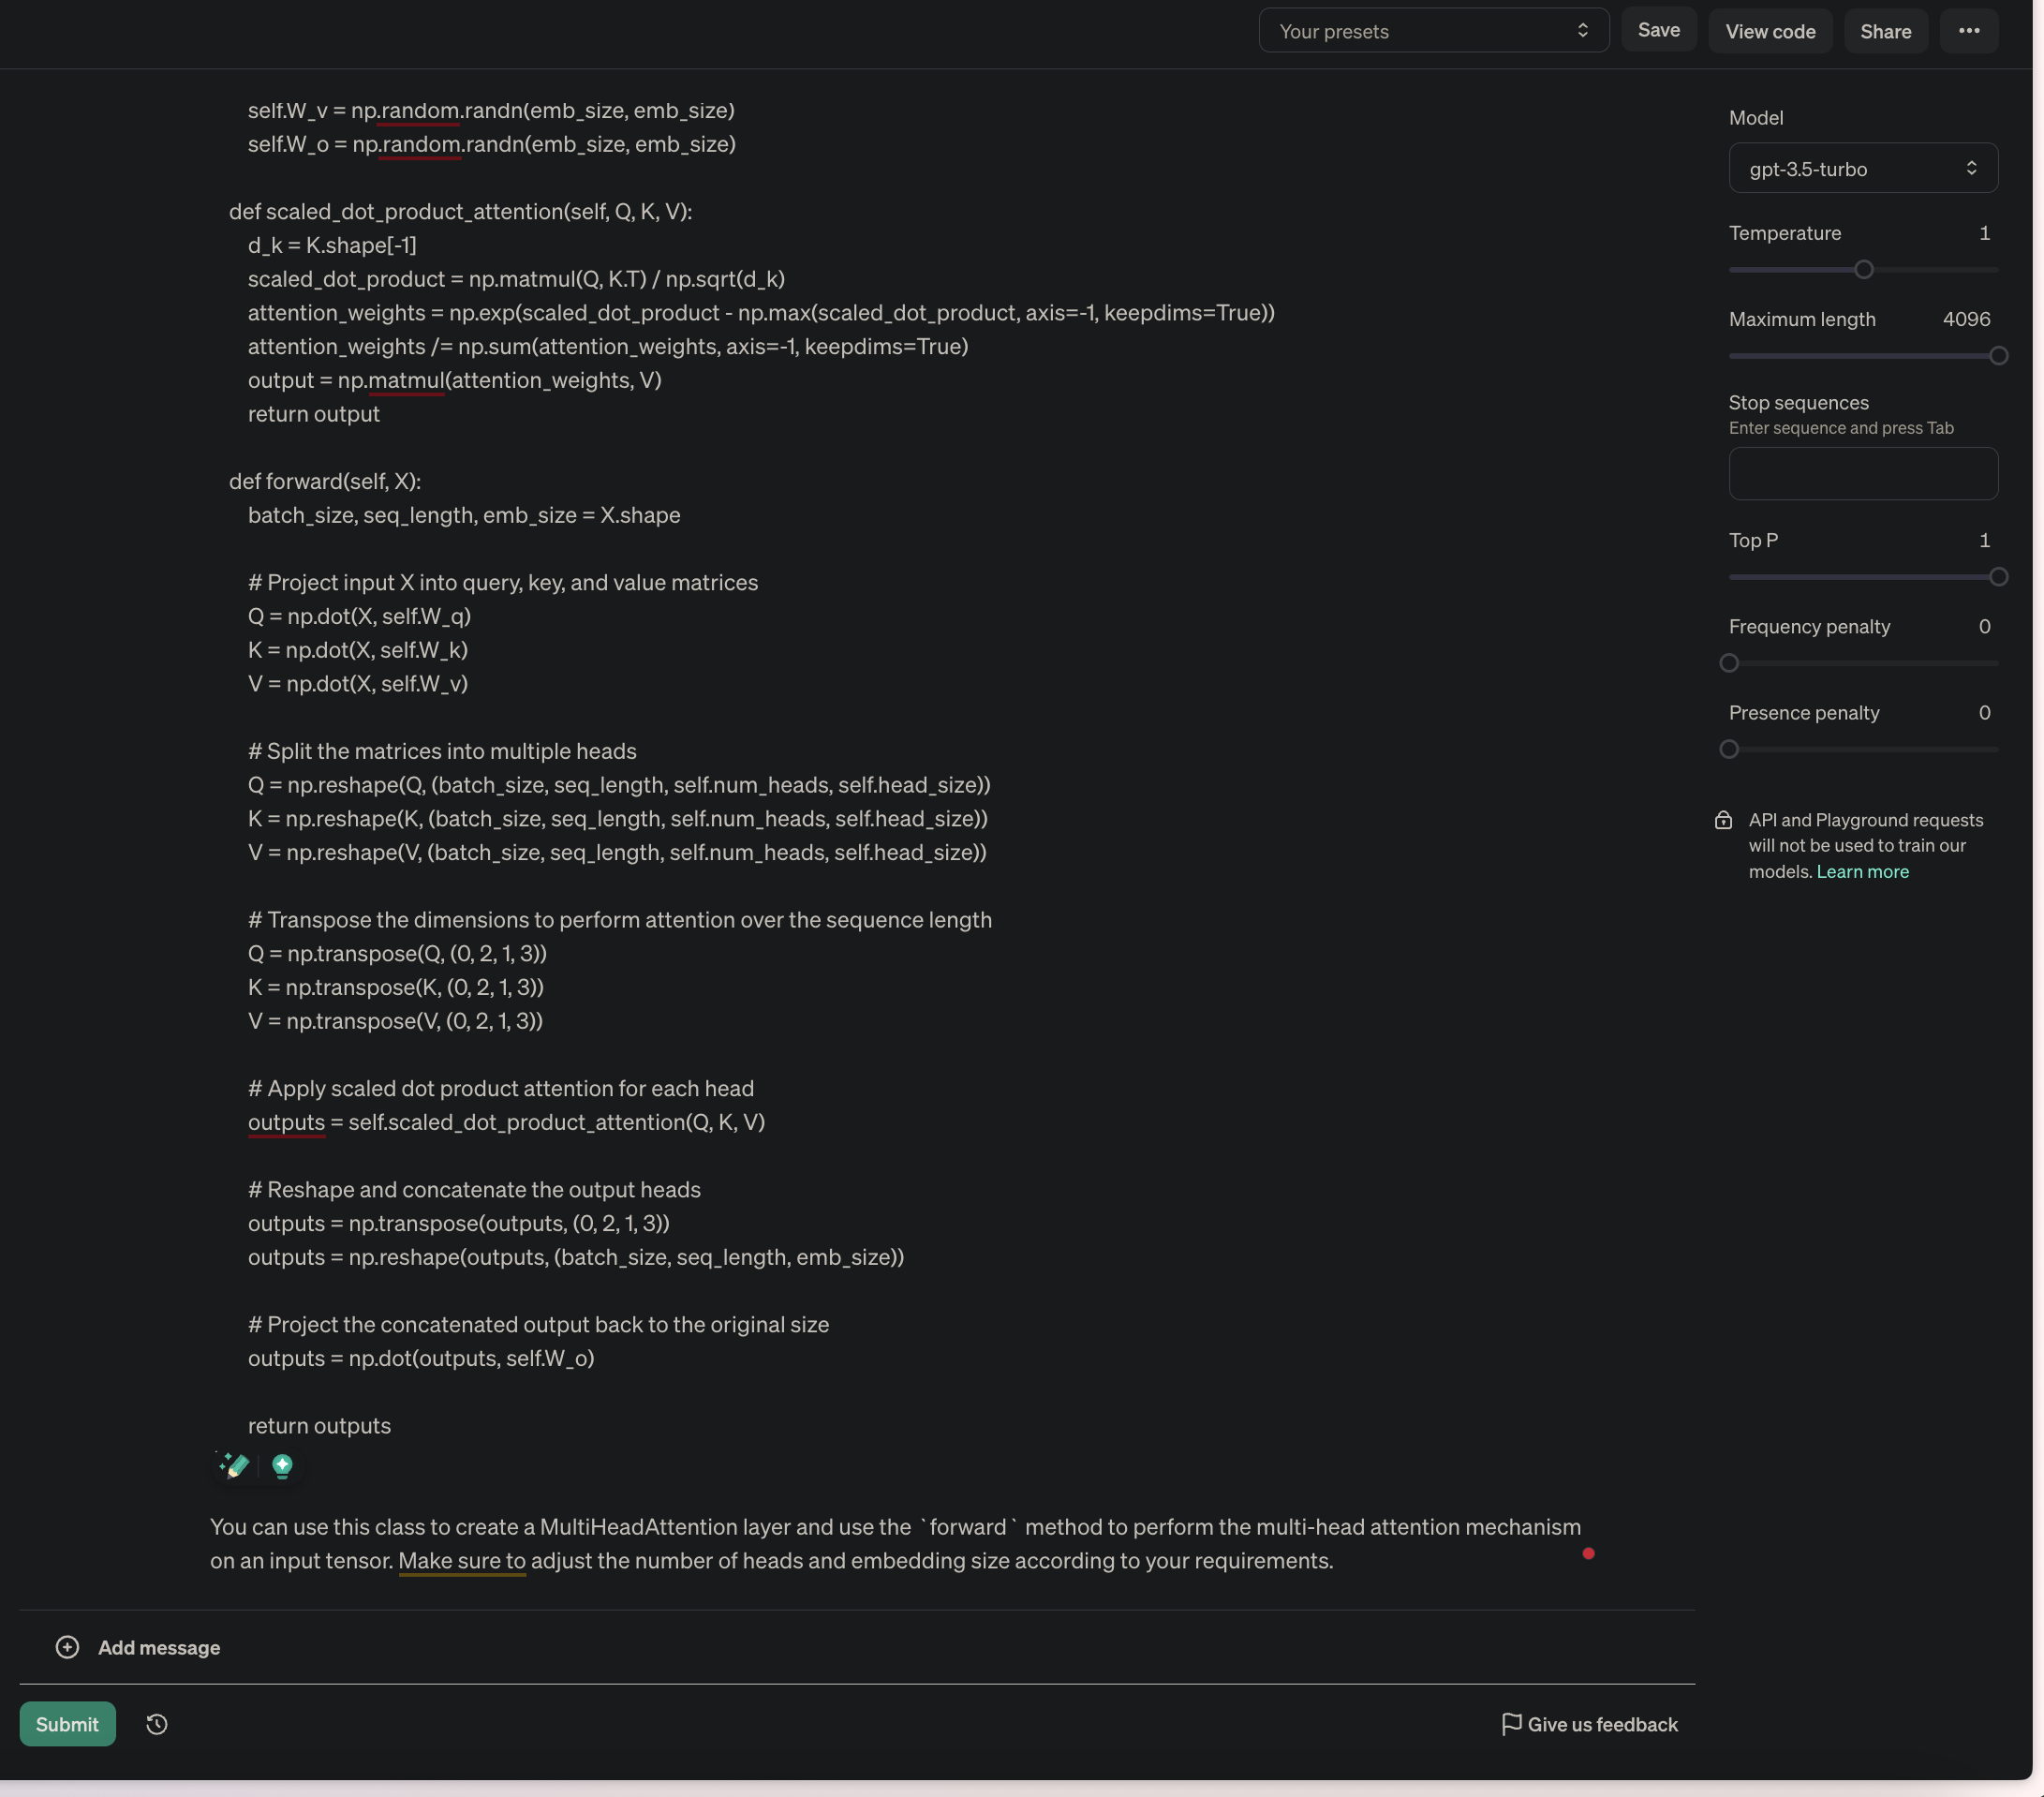 Your presets
Save
View code
Share
self.W_v = np.random.randn(emb_size, emb_size)
self.W_o = np.random.randn(emb_size, emb_size)
def scaled_dot_product_attention(self, Q, K, V):
d_k = K.shape[-1]
scaled_dot_product = np.matmul(Q, K.T) / np.sqrt(d_k)
attention_weights = np.exp(scaled_dot_product - np.max(scaled_dot_product, axis=-1, keepdims=True))
attention_weights /= np.sum(attention_weights, axis=-1, keepdims=True)
output = np.matmul(attention_weights, V)
return output
def forward(self, X):
batch_size, seq_length, emb_size = X.shape
# Project input X into query, key, and value matrices
Q = np.dot(X, self.W_q)
K = np.dot(X, self.W_k)
V = np.dot(X, self.W_v)
# Split the matrices into multiple heads
Q = np.reshape(Q, (batch_size, seq_length, self.num_heads, self.head_size))
K = np.reshape(K, (batch_size, seq_length, self.num_heads, self.head_size))
V = np.reshape(V, (batch_size, seq_length, self.num_heads, self.head_size))
# Transpose the dimensions to perform attention over the sequence length
Q = np.transpose(Q, (0, 2, 1, 3))
K = np.transpose(K, (0, 2, 1, 3))
V = np.transpose(V, (0, 2, 1, 3))
# Apply scaled dot product attention for each head
outputs = self.scaled_dot_product_attention(Q, K, V)
# Reshape and concatenate the output heads
outputs = np.transpose(outputs, (0, 2, 1, 3))
outputs = np.reshape(outputs, (batch_size, seq_length, emb_size))
# Project the concatenated output back to the original size
outputs = np.dot(outputs, self.W_o)
return outputs
You can use this class to create a MultiHeadAttention layer and use the `forward` method to perform the multi-head attention mechanism
on an input tensor. Make sure to adjust the number of heads and embedding size according to your requirements.
Add message
Submit
Give us feedback
Model
gpt-3.5-turbo
Temperature 1
Maximum length 4096
Stop sequences
Enter sequence and press Tab
Top P 1
Frequency penalty 0
Presence penalty 0
API and Playground requests
will not be used to train our
models. Learn more